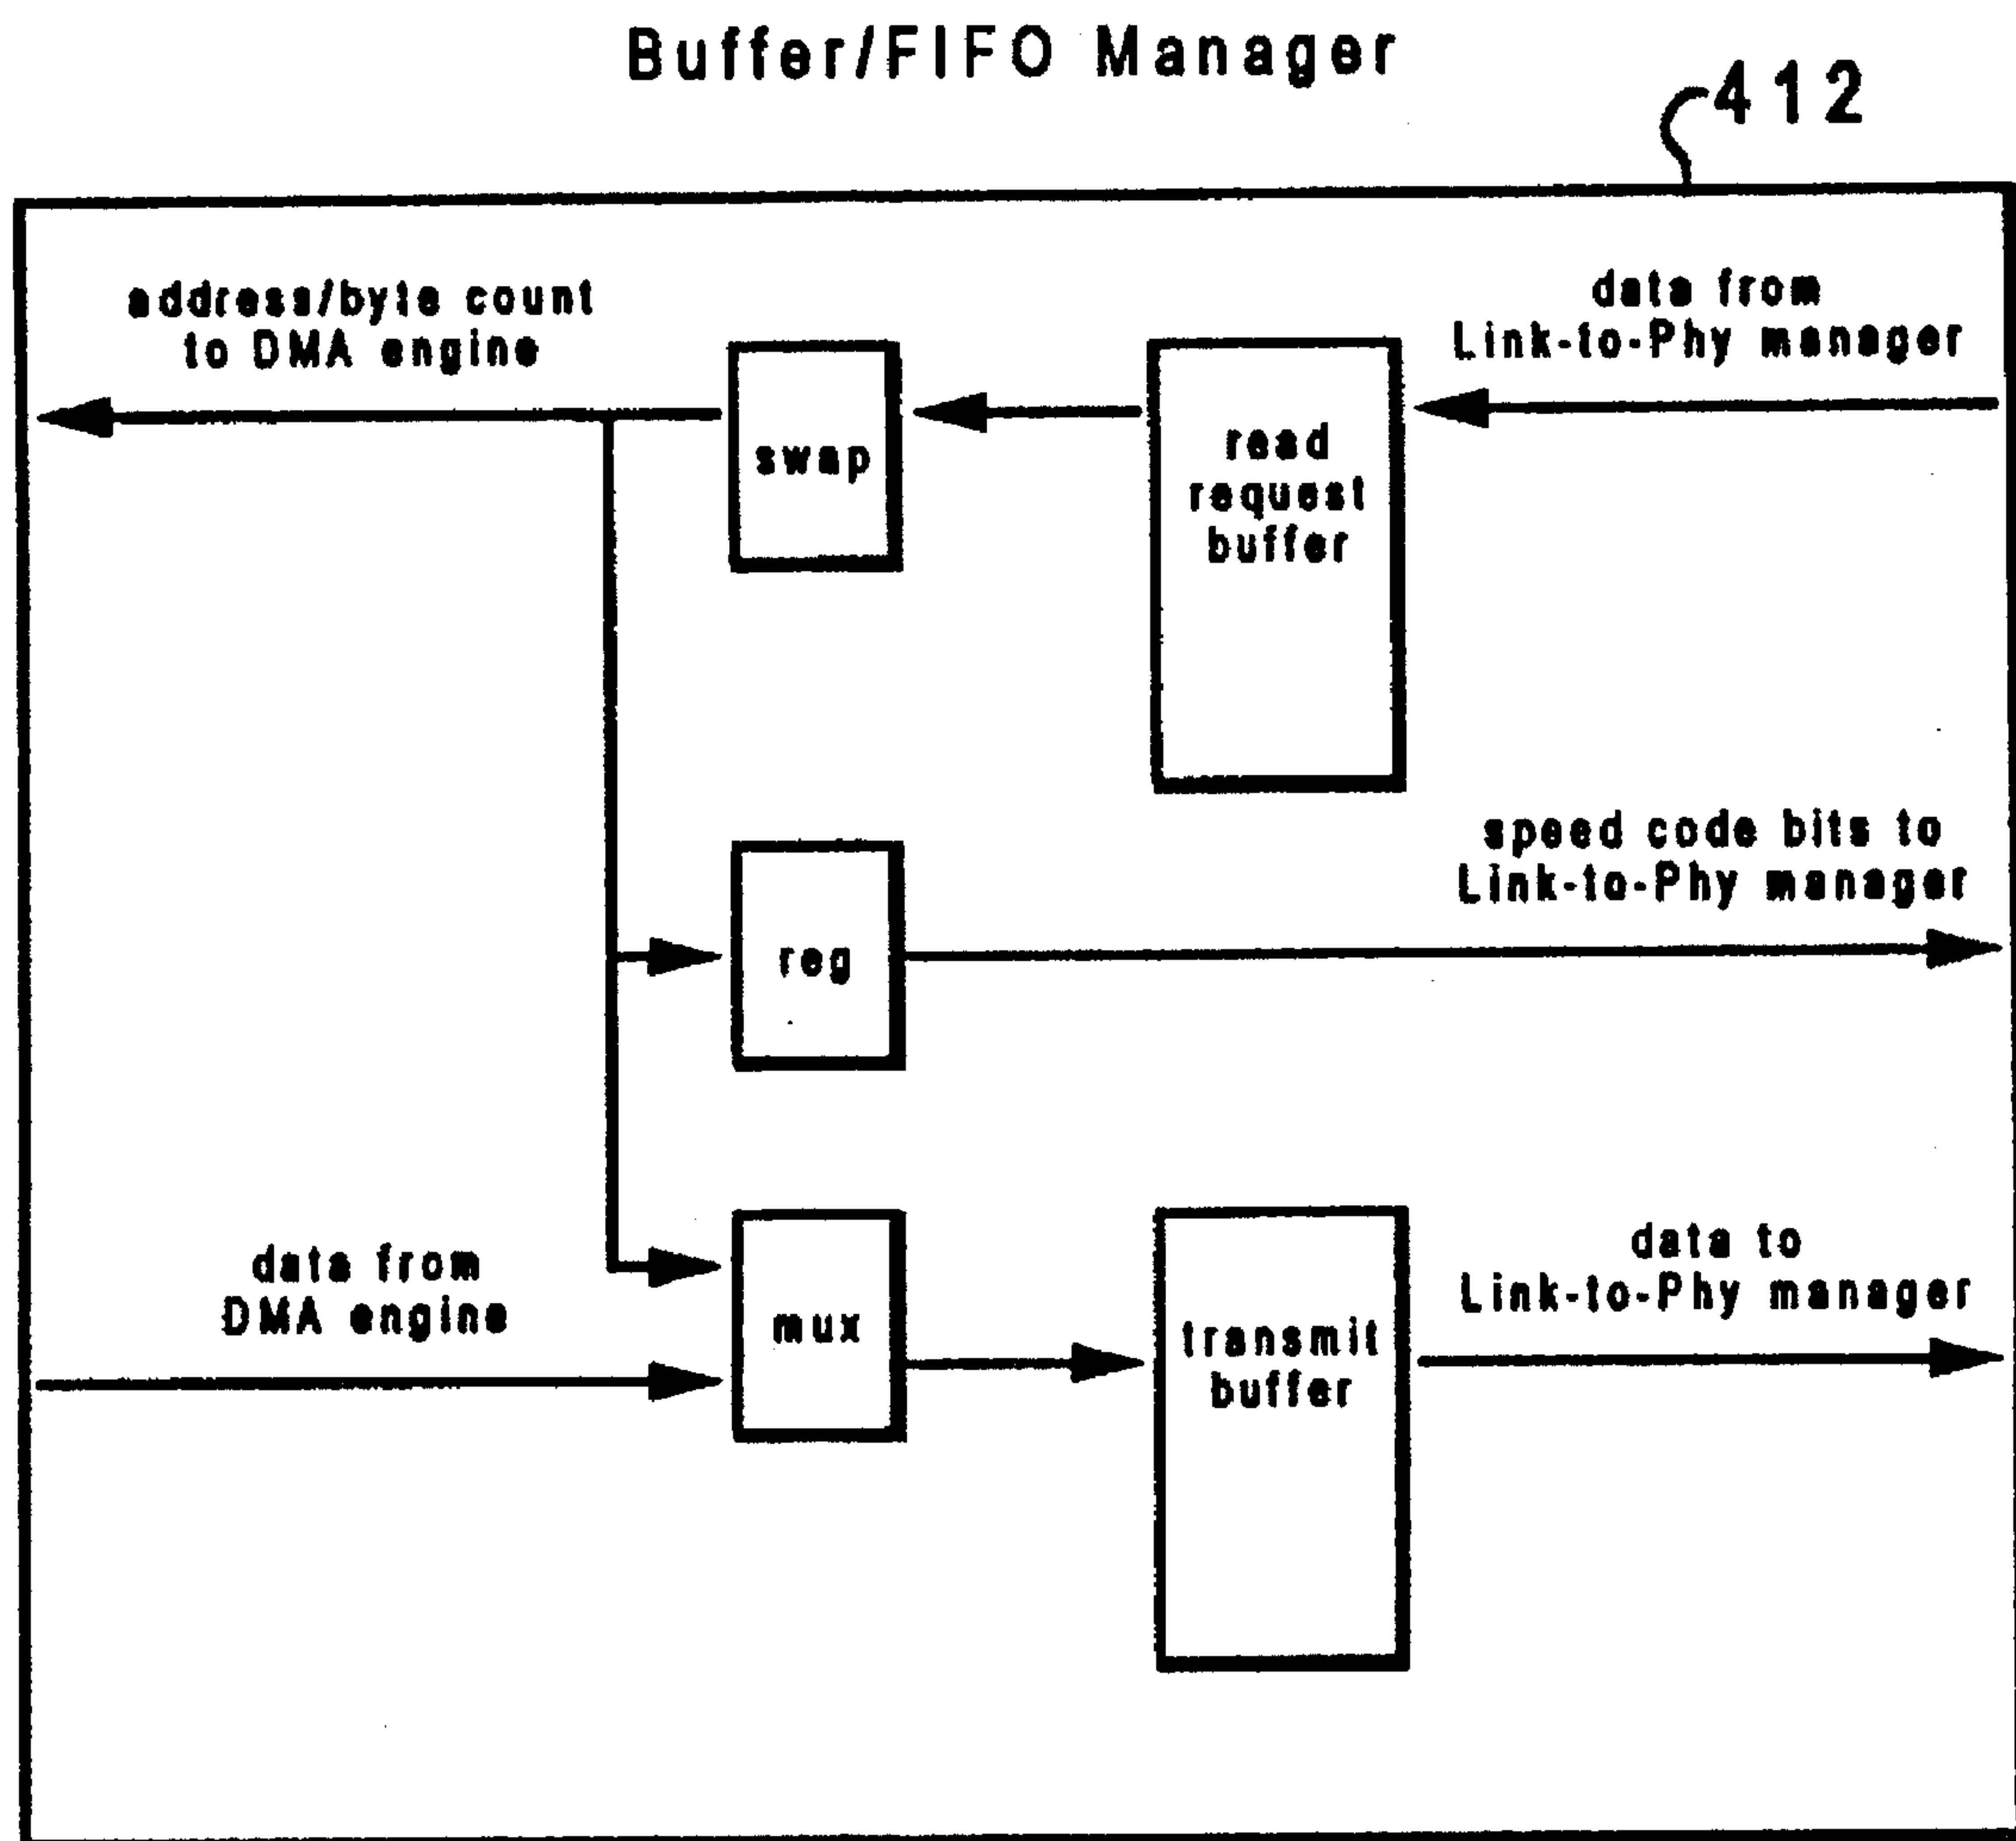 Buffer/FIFO Manager
412
address/byte count
to DMA engine
data from
Link-to-Phy manager
swap
read
request
buffer
speed code bits to
Link-to-Phy manager
reg
data from
DMA engine
mux
transmit
buffer
data to
Link-to-Phy manager